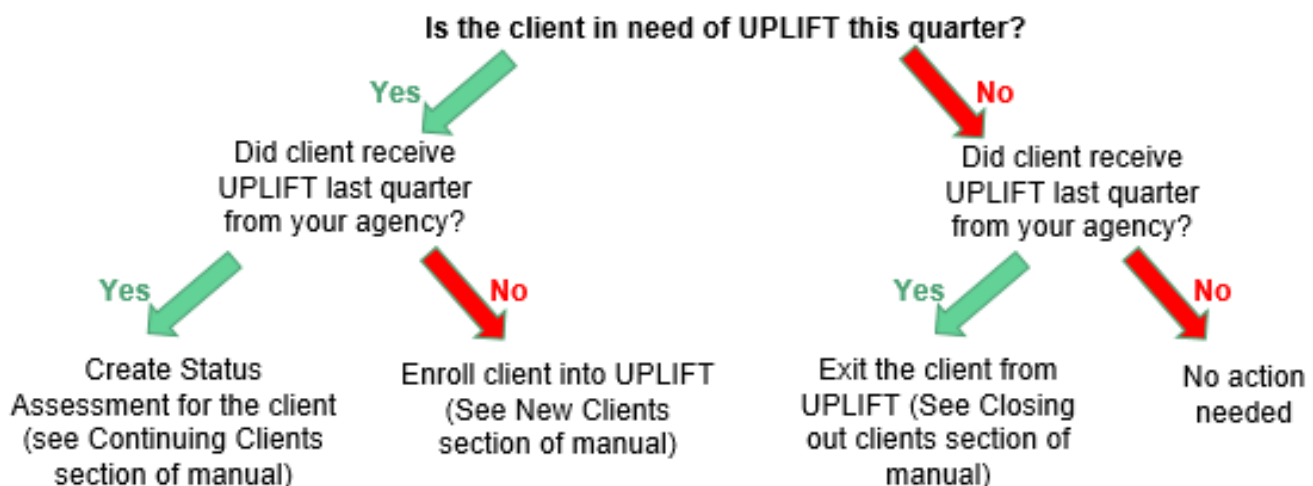 Is the client in need of UPLIFT this quarter?
Yes
No
Did client receive
UPLIFT last quarter
from your agency?
Did client receive
UPLIFT last quarter
from your agency?
Yes
No
Yes
No
Create Status
Assessment for the client
(see Continuing Clients
section of manual)
Enroll client into UPLIFT
(See New Clients
section of manual)
Exit the client from
UPLIFT (See Closing
out clients section of
manual)
No action
needed